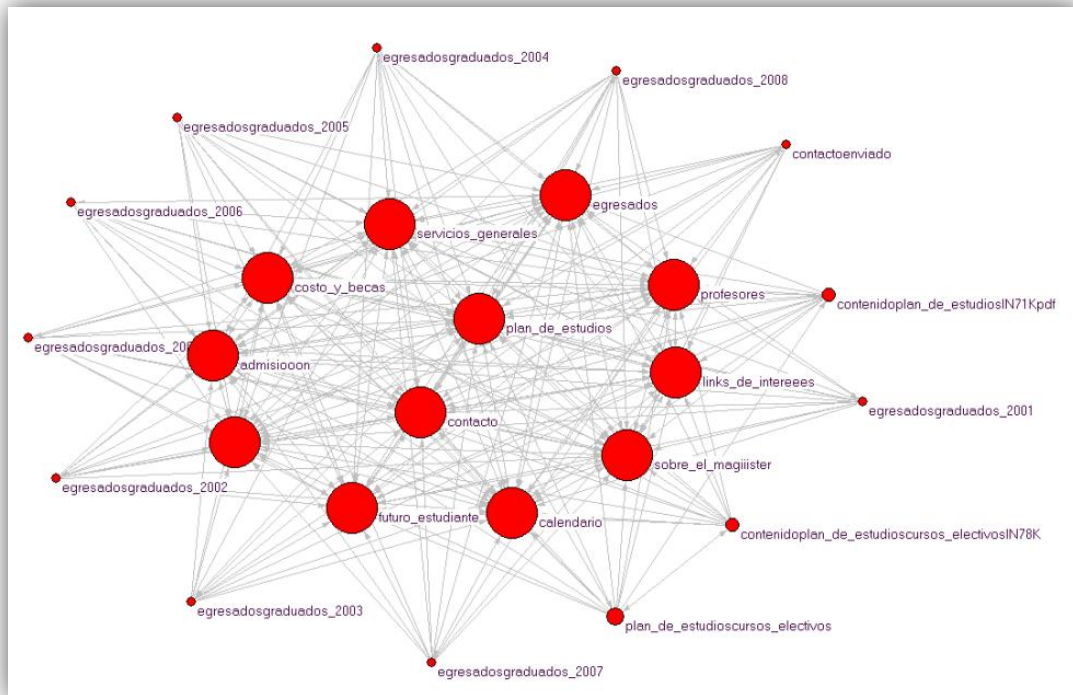 egresadosgraduados_2004
egresadosgraduados_2008
egresadosgraduados_2005
contactoenviado
egresadosgraduados_2006
egresados
servicios_generales
costo_y_becas
profesores
contenidoplan_de_estudiosIN71Kpdf
plan_de_estudios
egresadosgraduados_20
admisiooon
links_de_intereees
egresadosgraduados_2001
contacto
sobre_el_magiiister
egresadosgraduados_2002
futuro_estudiante
calendario
contenidoplan_de_estudioscursos_electivosIN78K
egresadosgraduados_2003
plan_de_estudioscursos_electivos
egresadosgraduados_2007